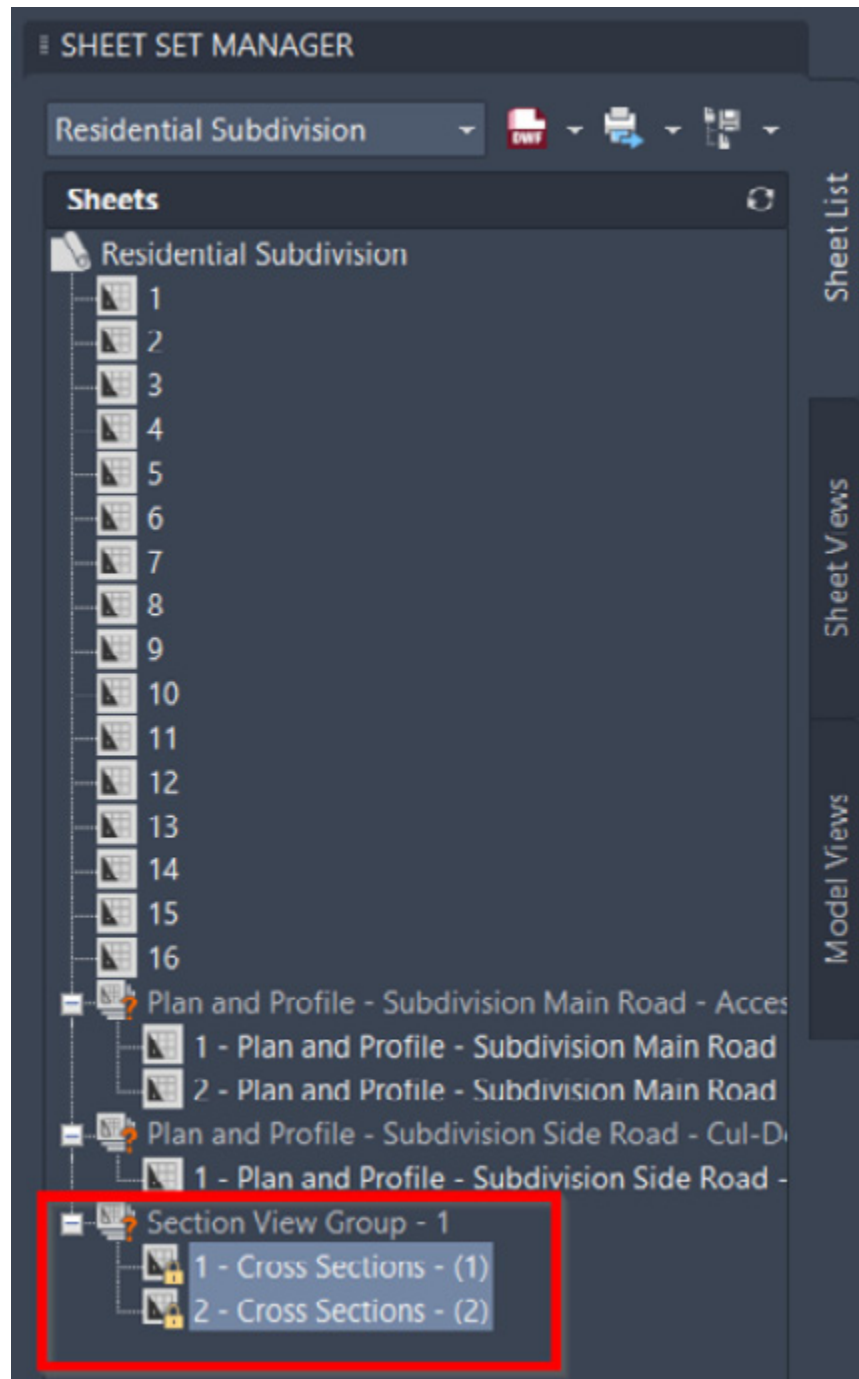 SHEET SET MANAGER
Residential Subdivision
DWF
Sheets
Residential Subdivision
1
2
3
4
5
6
7
8
9
10
11
12
13
14
15
16
Plan and Profile - Subdivision Main Road - Acces
1 - Plan and Profile - Subdivision Main Road
2 - Plan and Profile - Subdivision Main Road
Plan and Profile - Subdivision Side Road - Cul-D
1 - Plan and Profile - Subdivision Side Road -
Section View Group - 1
1 - Cross Sections - (1)
2 - Cross Sections - (2)
Sheet List
Sheet Views
Model Views